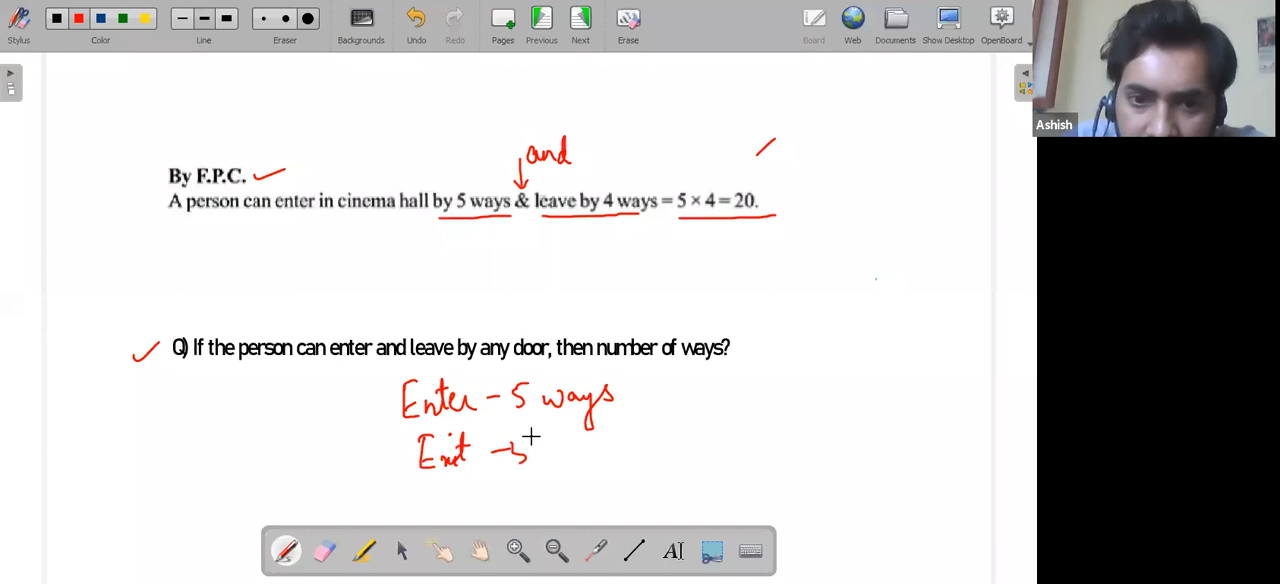 Stylus
Color
Line
Eraser
Backgrounds
Undo
Redo
Pages
Previous
Next
Erase
Board
Web
Documents
Show Desktop
OpenBoard
Ashish
and
By F.P.C.
A person can enter in cinema hall by 5 ways & leave by 4 ways = 5 × 4 = 20.
Q) If the person can enter and leave by any door, then number of ways?
Enter - 5 ways
Exit - 5